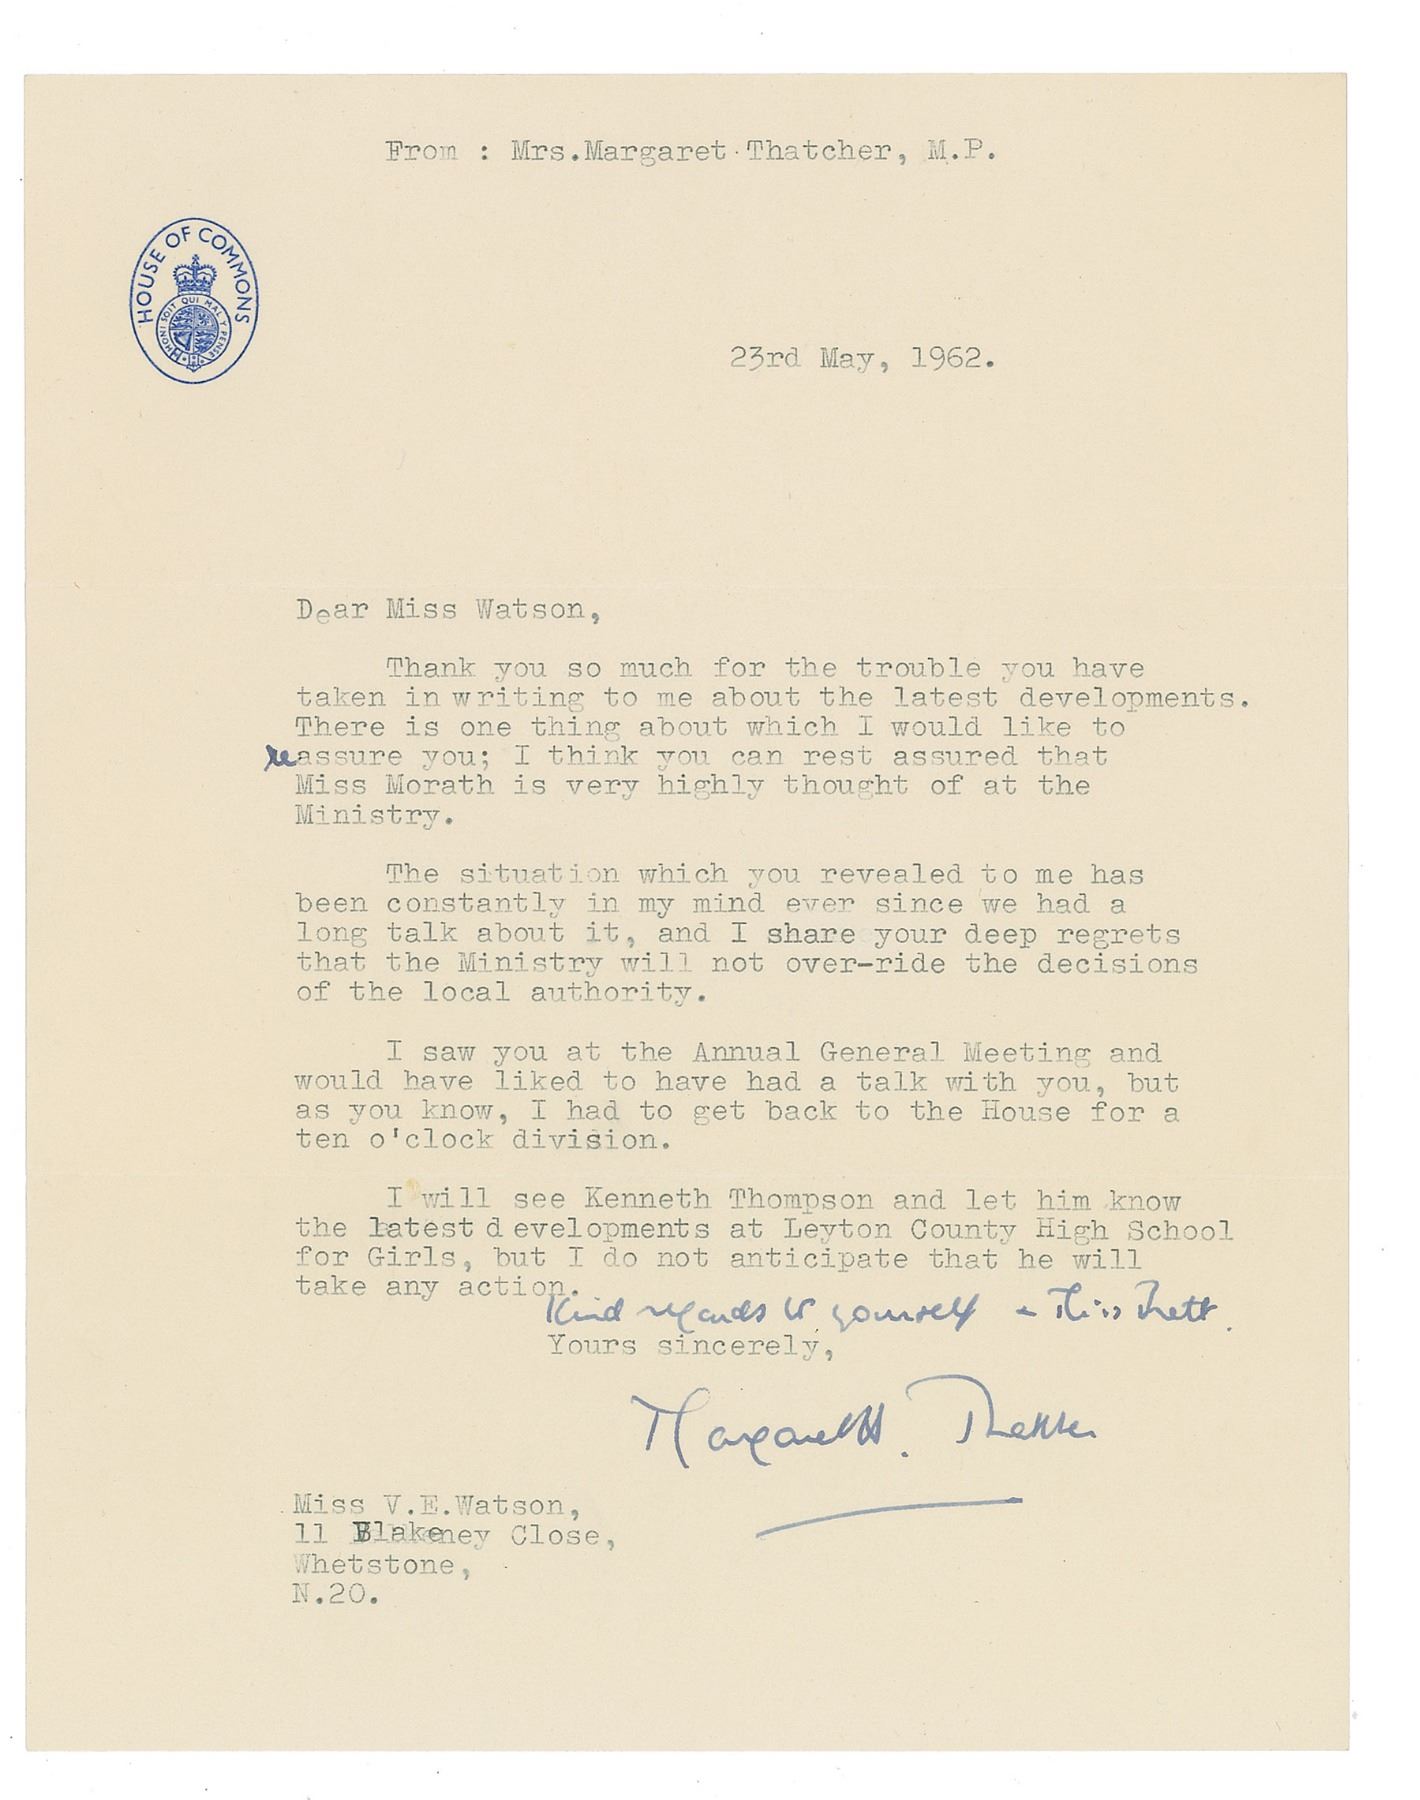 From : Mrs.Margaret Thatcher, M.P.
HOUSE OF COMMONS
HONI SOIT QUI MAL Y PENSE
23rd May, 1962.
Dear Miss Watson,
Thank you so much for the trouble you have
taken in writing to me about the latest developments.
There is one thing about which I would like to
reassure you; I think you can rest assured that
Miss Morath is very highly thought of at the
Ministry.
The situation which you revealed to me has
been constantly in my mind ever since we had a
long talk about it, and I share your deep regrets
that the Ministry will not over-ride the decisions
of the local authority.
I saw you at the Annual General Meeting and
would have liked to have had a talk with you, but
as you know, I had to get back to the House for a
ten o'clock division.
I will see Kenneth Thompson and let him know
the latest d evelopments at Leyton County High School
for Girls, but I do not anticipate that he will
take any action.
Kind regards to yourself + Miss
Yours sincerely,
Margaret H. Thatcher
Miss V.E.Watson,
11 Blakeney Close,
Whetstone,
N.20.